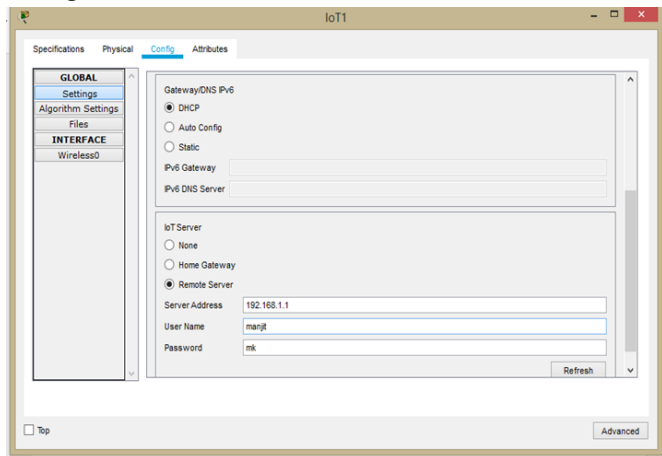 IoT1
Specifications Physical Config Attributes
GLOBAL
Settings
Algorithm Settings
Files
INTERFACE
Wireless0
Gateway/DNS IPv6
DHCP
Auto Config
Static
IPv6 Gateway
IPv6 DNS Server
IoT Server
None
Home Gateway
Remote Server
Server Address 192.168.1.1
User Name manjit
Password mk
Refresh
Top
Advanced